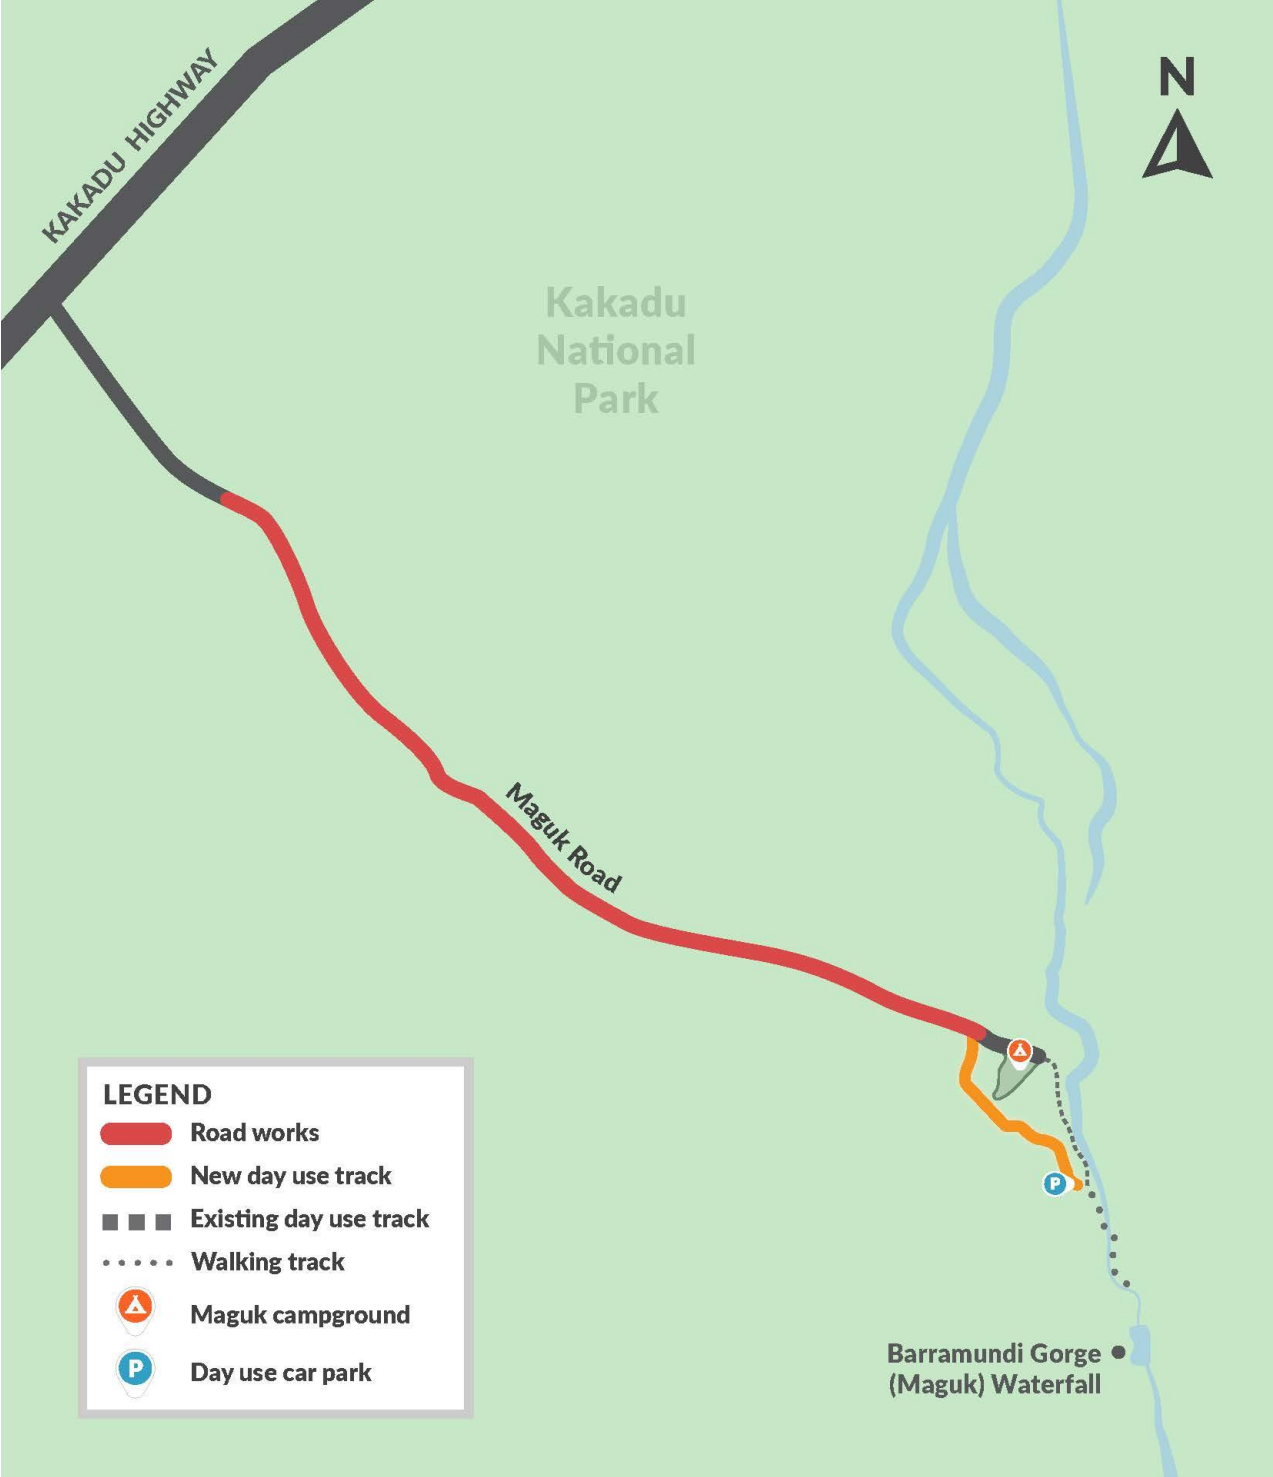 KAKADU HIGHWAY
N
Kakadu
National
Park
Maguk Road
LEGEND
Road works
New day use track
Existing day use track
Walking track
Maguk campground
P
Day use car park
P
Barramundi Gorge
(Maguk) Waterfall